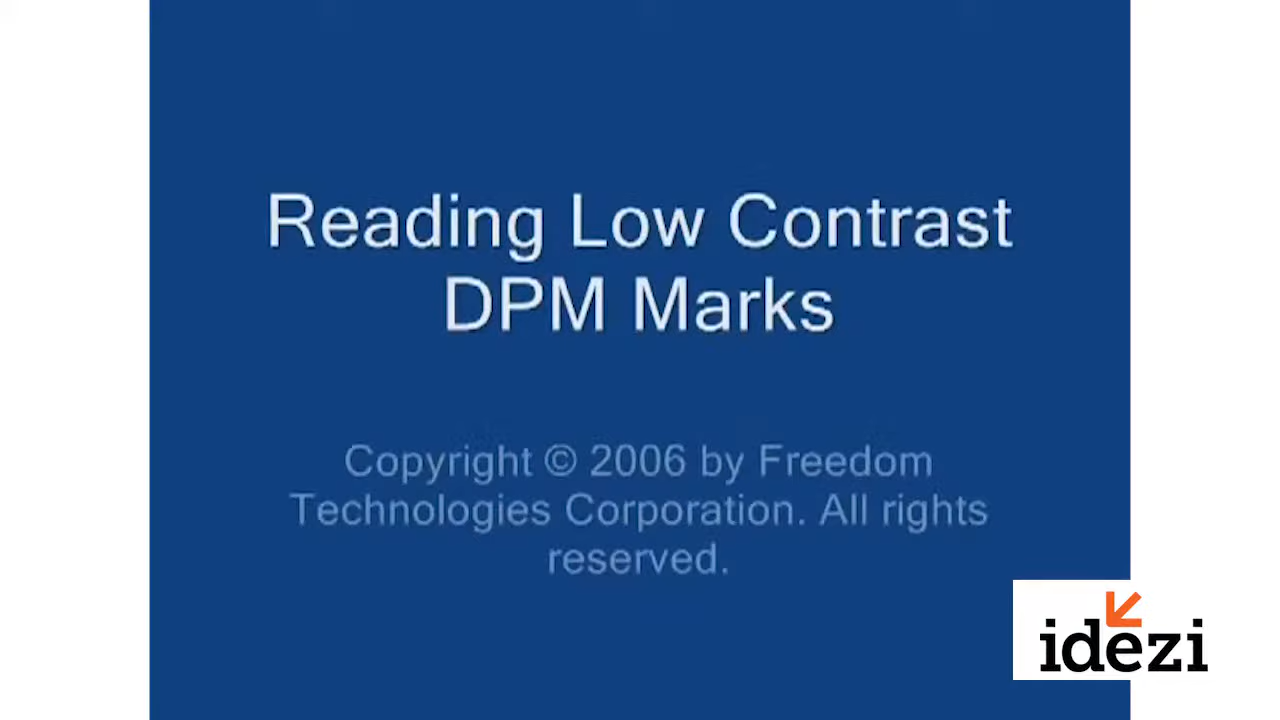 Reading Low Contrast
DPM Marks
Copyright © 2006 by Freedom
Technologies Corporation. All rights
reserved.
idezi